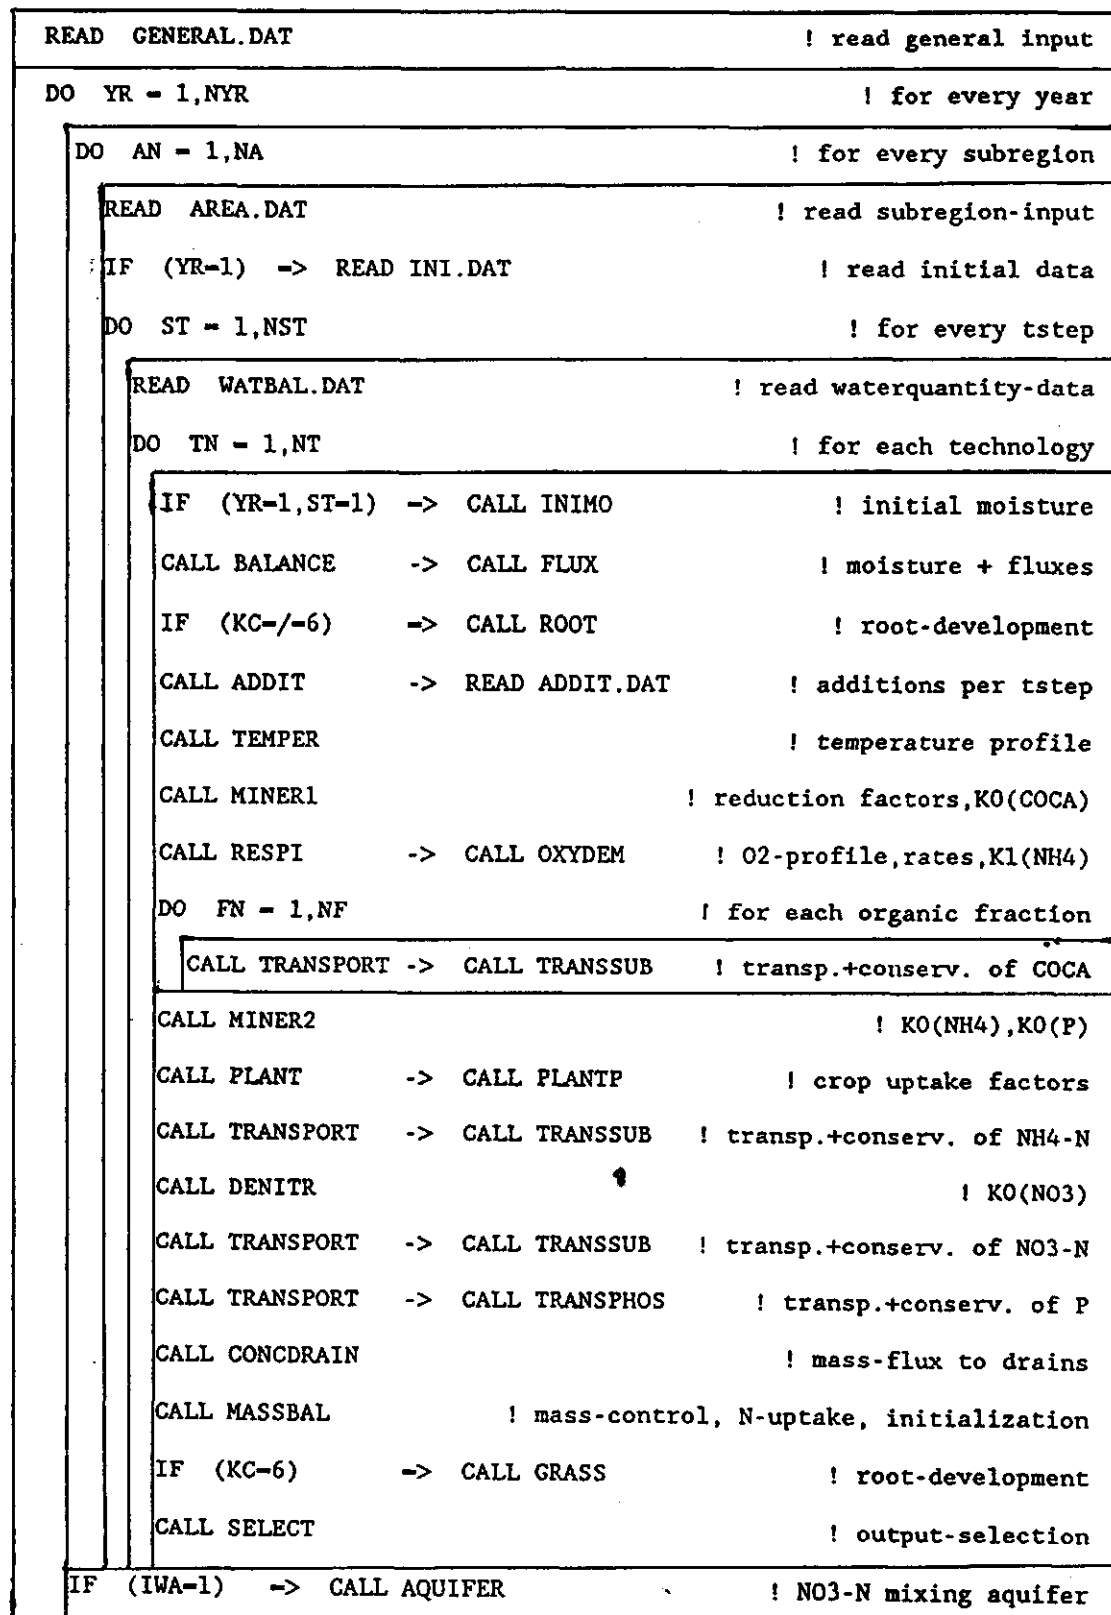 READ GENERAL.DAT ! read general input
DO YR = 1,NYR ! for every year
DO AN = 1,NA ! for every subregion
READ AREA.DAT ! read subregion-input
IF (YR=1) => READ INI.DAT ! read initial data
DO ST = 1,NST ! for every tstep
READ WATBAL.DAT ! read waterquantity-data
DO TN = 1,NT ! for each technology
IF (YR=1,ST=1) => CALL INIMO ! initial moisture
CALL BALANCE -> CALL FLUX ! moisture + fluxes
IF (KC=/=6) => CALL ROOT ! root-development
CALL ADDIT -> READ ADDIT.DAT ! additions per tstep
CALL TEMPER ! temperature profile
CALL MINER1 ! reduction factors,K0(COCA)
CALL RESPI -> CALL OXYDEM ! O2-profile,rates,K1(NH4)
DO FN = 1,NF ! for each organic fraction
CALL TRANSPORT -> CALL TRANSSUB ! transp.+conserv. of COCA
CALL MINER2 ! K0(NH4),K0(P)
CALL PLANT -> CALL PLANTP ! crop uptake factors
CALL TRANSPORT -> CALL TRANSSUB ! transp.+conserv. of NH4-N
CALL DENITR ! K0(NO3)
CALL TRANSPORT -> CALL TRANSSUB ! transp.+conserv. of NO3-N
CALL TRANSPORT -> CALL TRANSPHOS ! transp.+conserv. of P
CALL CONCDRAIN ! mass-flux to drains
CALL MASSBAL ! mass-control, N-uptake, initialization
IF (KC=6) => CALL GRASS ! root-development
CALL SELECT ! output-selection
IF (IWA=1) => CALL AQUIFER ! NO3-N mixing aquifer